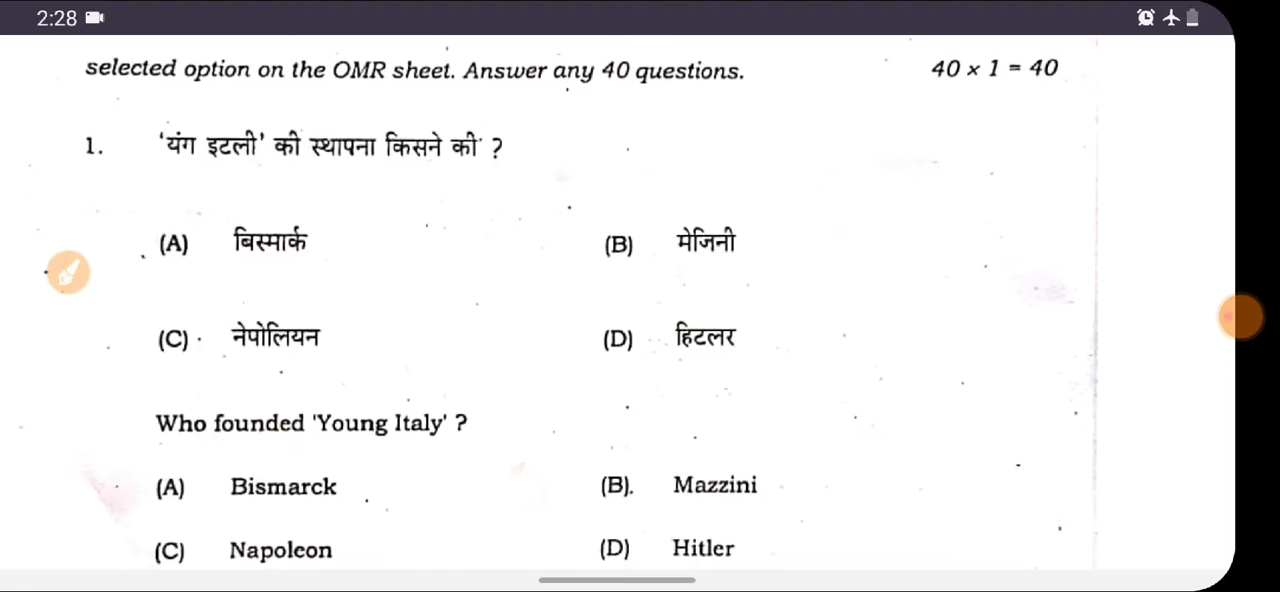 2:28
selected option on the OMR sheet. Answer any 40 questions. 40 × 1 = 40
1. 'यंग इटली' की स्थापना किसने की ?
(A) बिस्मार्क (B) मेजिनी
(C) नेपोलियन (D) हिटलर
Who founded 'Young Italy' ?
(A) Bismarck (B). Mazzini
(C) Napoleon (D) Hitler